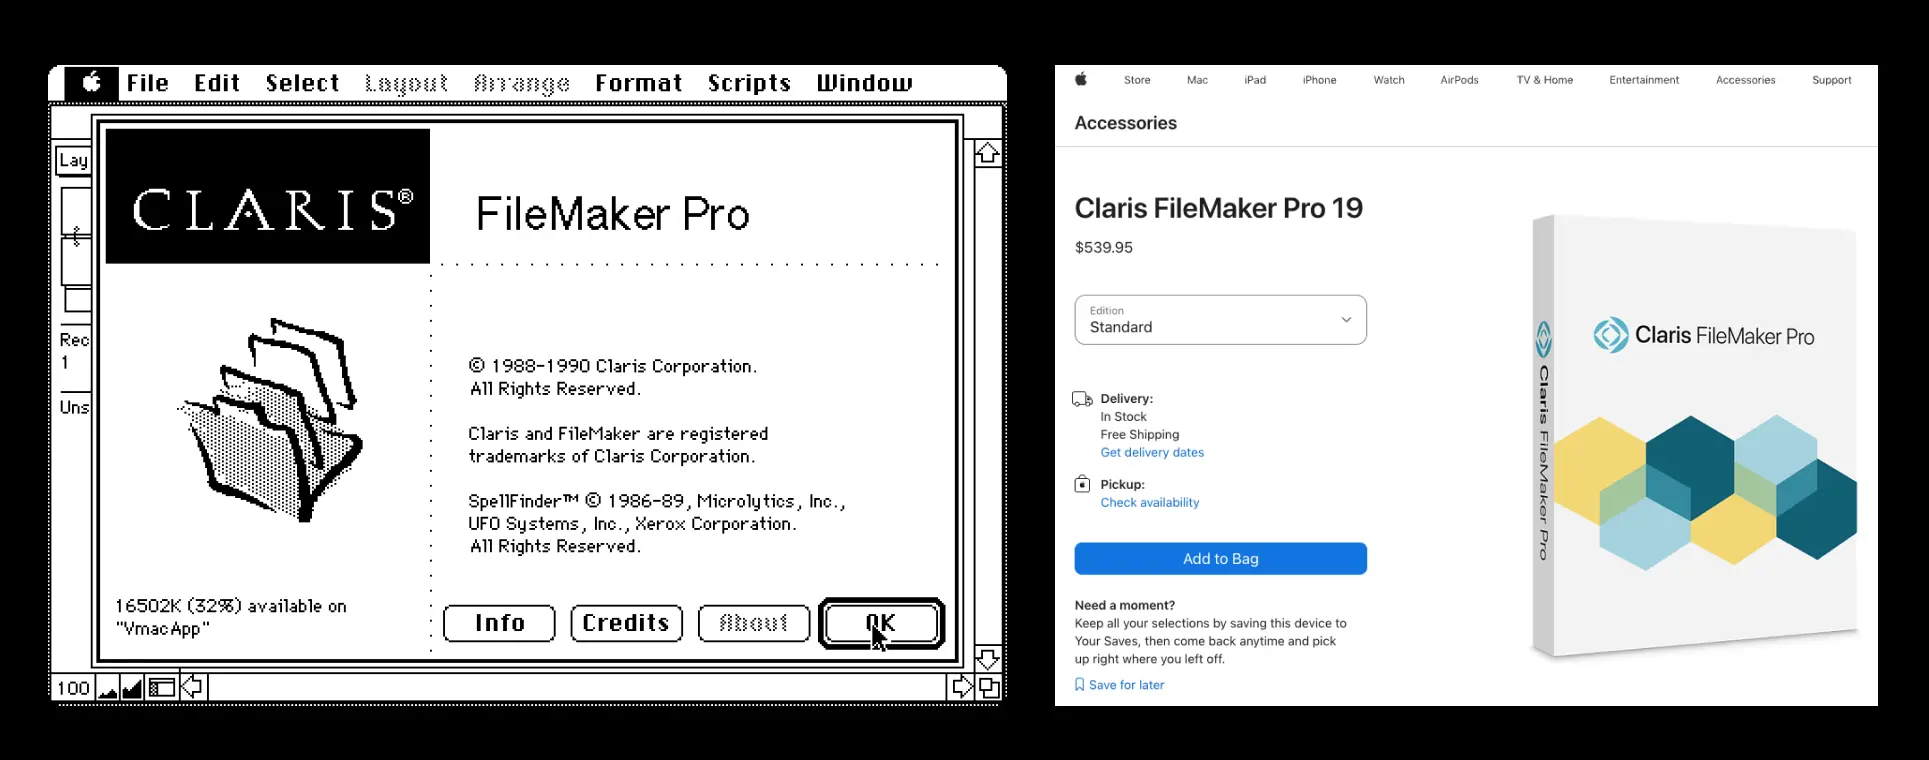 File Edit Select Layout Arrange Format Scripts Window
Lay
CLARIS®
FileMaker Pro
Rec
1
Uns
© 1988-1990 Claris Corporation.
All Rights Reserved.
Claris and FileMaker are registered
trademarks of Claris Corporation.
SpellFinder™ © 1986-89, Microlytics, Inc.,
UFO Systems, Inc., Xerox Corporation.
All Rights Reserved.
16502K (32%) available on
"VmacApp"
Info Credits About OK
100
Store Mac iPad iPhone Watch AirPods TV & Home Entertainment Accessories Support
Accessories
Claris FileMaker Pro 19
$539.95
Edition
Standard
Delivery:
In Stock
Free Shipping
Get delivery dates
Pickup:
Check availability
Add to Bag
Need a moment?
Keep all your selections by saving this device to
Your Saves, then come back anytime and pick
up right where you left off.
Save for later
Claris FileMaker Pro
Claris FileMaker Pro